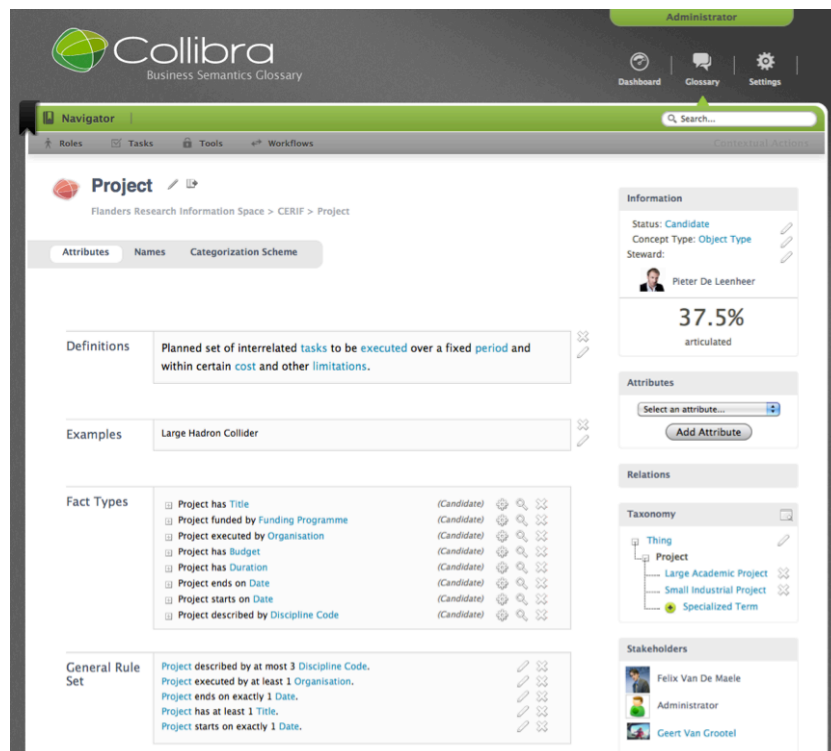 Administrator
Collibra
Business Semantics Glossary
Dashboard
Glossary
Settings
Navigator
Search...
Roles
Tasks
Tools
Workflows
Contextual Actions
Project
Flanders Research Information Space > CERIF > Project
Attributes
Names
Categorization Scheme
Definitions
Planned set of interrelated tasks to be executed over a fixed period and
within certain cost and other limitations.
Examples
Large Hadron Collider
Fact Types
Project has Title (Candidate)
Project funded by Funding Programme (Candidate)
Project executed by Organisation (Candidate)
Project has Budget (Candidate)
Project has Duration (Candidate)
Project ends on Date (Candidate)
Project starts on Date (Candidate)
Project described by Discipline Code (Candidate)
General Rule
Set
Project described by at most 3 Discipline Code.
Project executed by at least 1 Organisation.
Project ends on exactly 1 Date.
Project has at least 1 Title.
Project starts on exactly 1 Date.
Information
Status: Candidate
Concept Type: Object Type
Steward:
Pieter De Leenheer
37.5%
articulated
Attributes
Select an attribute...
Add Attribute
Relations
Taxonomy
Thing
Project
Large Academic Project
Small Industrial Project
Specialized Term
Stakeholders
Felix Van De Maele
Administrator
Geert Van Grootel